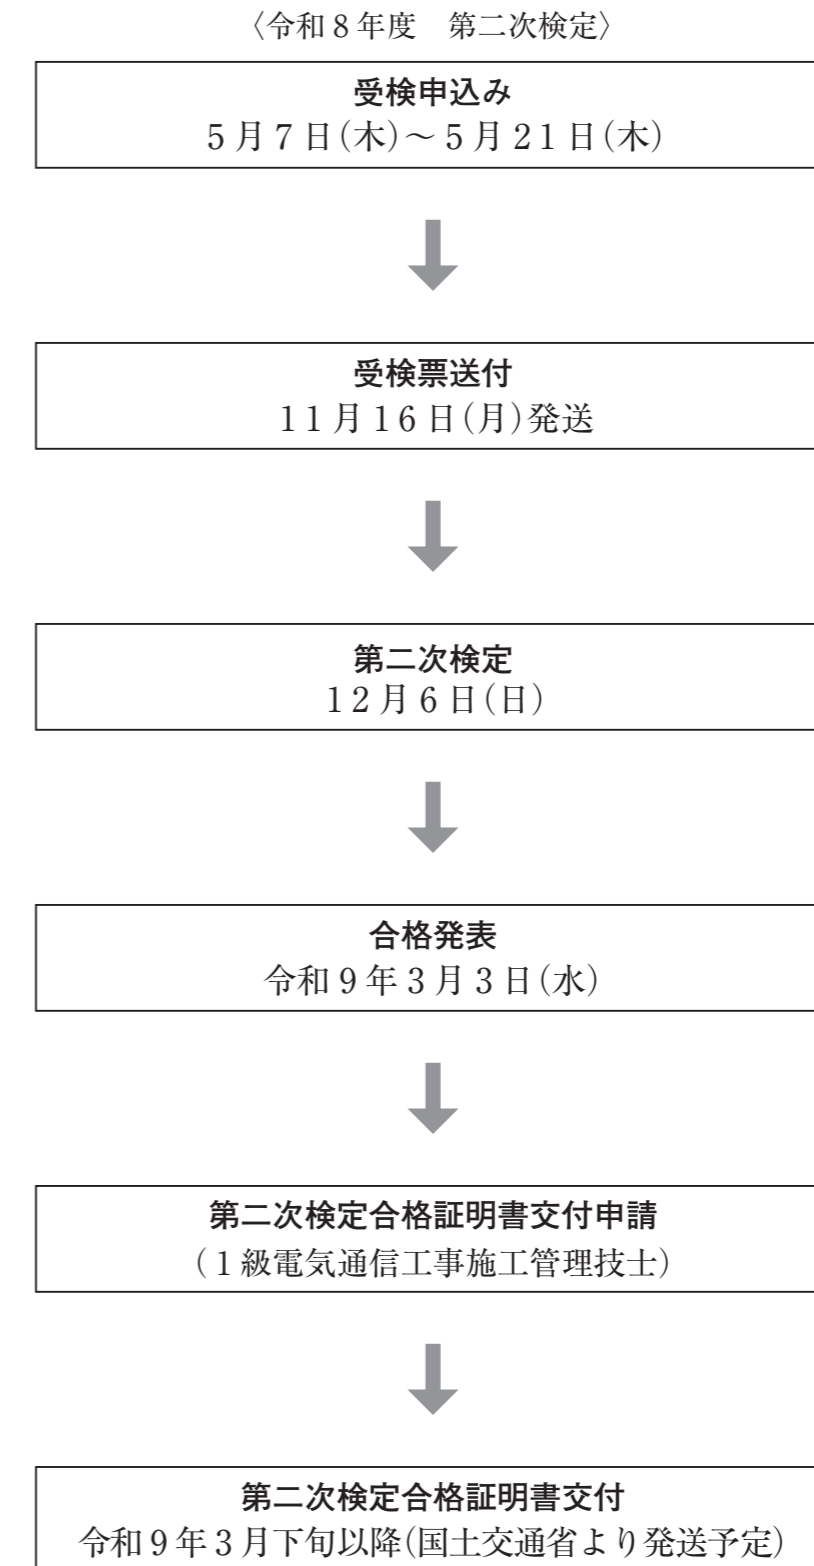 〈令和８年度　第二次検定〉
受検申込み
５月７日（木）～５月２１日（木）
受検票送付
１１月１６日（月）発送
第二次検定
１２月６日（日）
合格発表
令和９年３月３日（水）
第二次検定合格証明書交付申請
（１級電気通信工事施工管理技士）
第二次検定合格証明書交付
令和９年３月下旬以降（国土交通省より発送予定）